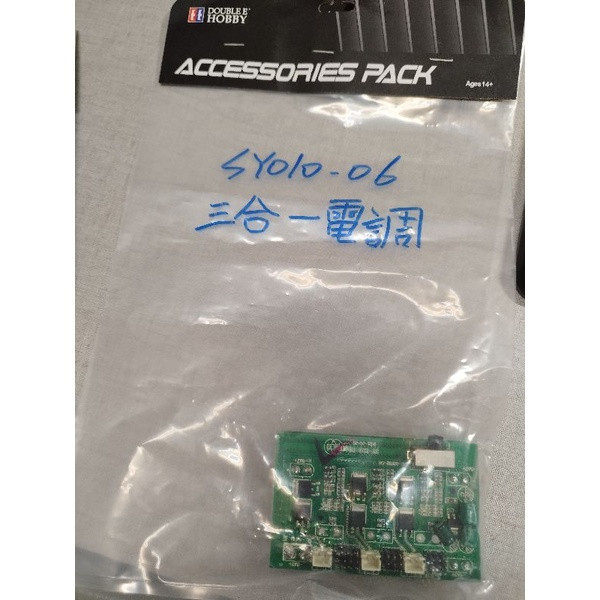 DOUBLE E
HOBBY
ACCESSORIES PACK
Ages14+
SY010-06
三合一電調